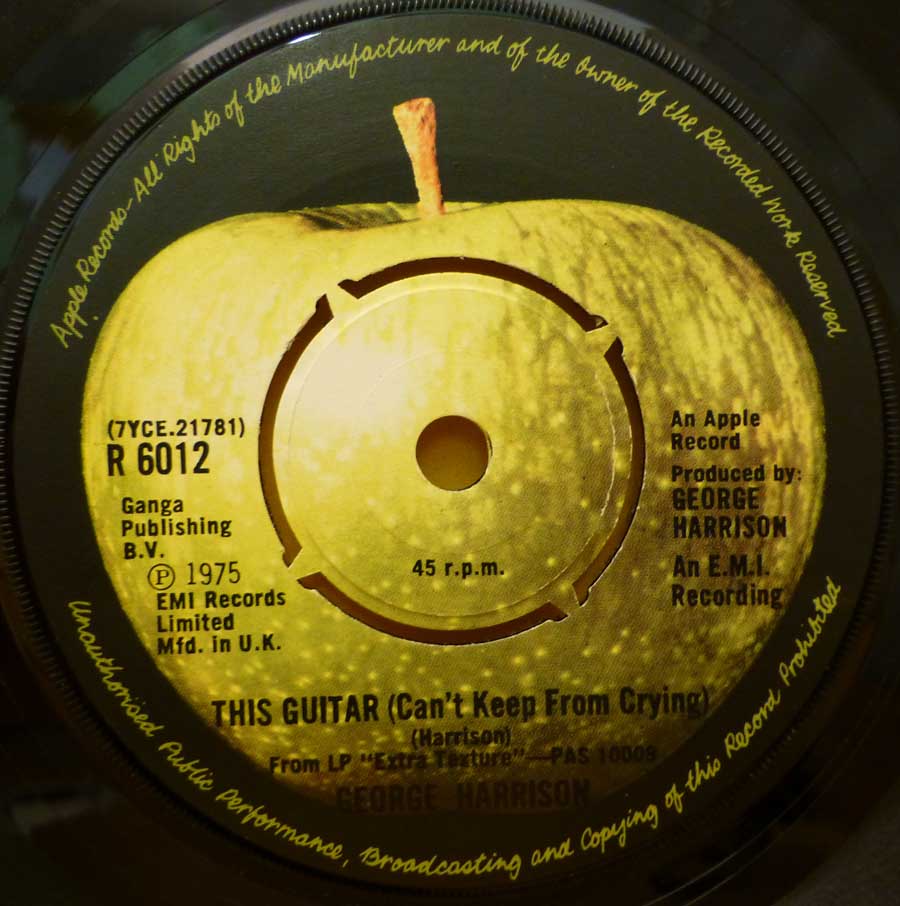 Apple Records-All Rights of the Manufacturer and of the Owner of the Recorded Work Reserved
(7YCE.21781)
R 6012
Ganga
Publishing
B.V.
Ⓟ 1975
EMI Records
Limited
Mfd. in U.K.
45 r.p.m.
An Apple
Record
Produced by:
GEORGE
HARRISON
An E.M.I.
Recording
THIS GUITAR (Can't Keep From Crying)
(Harrison)
From LP "Extra Texture"—PAS 10009
GEORGE HARRISON
Unauthorised Public Performance, Broadcasting and Copying of this Record Prohibited